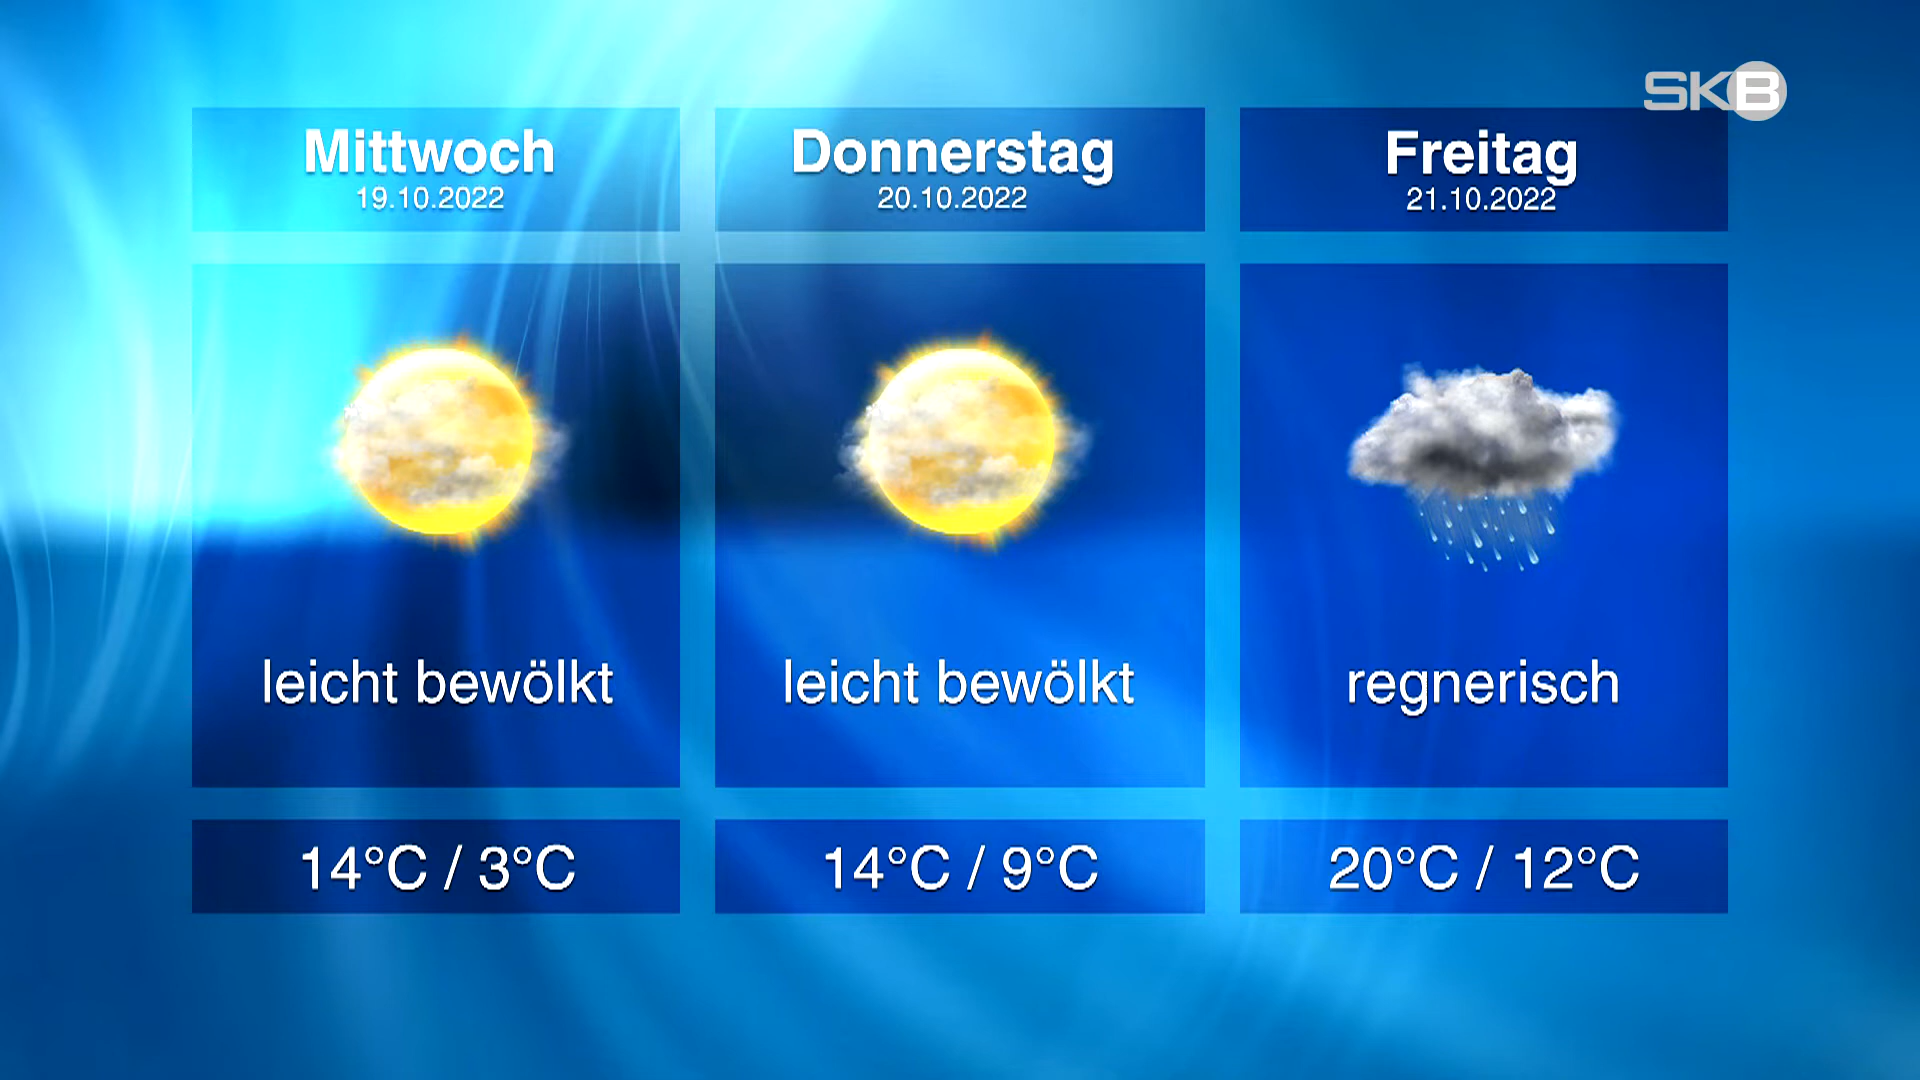 SKB
Mittwoch
19.10.2022
leicht bewölkt
14°C / 3°C
Donnerstag
20.10.2022
leicht bewölkt
14°C / 9°C
Freitag
21.10.2022
regnerisch
20°C / 12°C